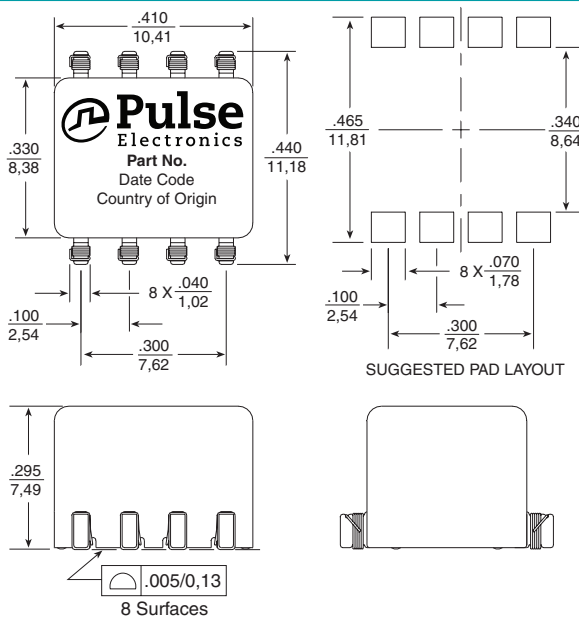 .410
10,41
.330
8,38
Pulse
Electronics
Part No.
Date Code
Country of Origin
.440
11,18
8 X .040
1,02
.100
2,54
.300
7,62
.465
11,81
.340
8,64
8 X .070
1,78
.100
2,54
.300
7,62
SUGGESTED PAD LAYOUT
.295
7,49
.005/0,13
8 Surfaces